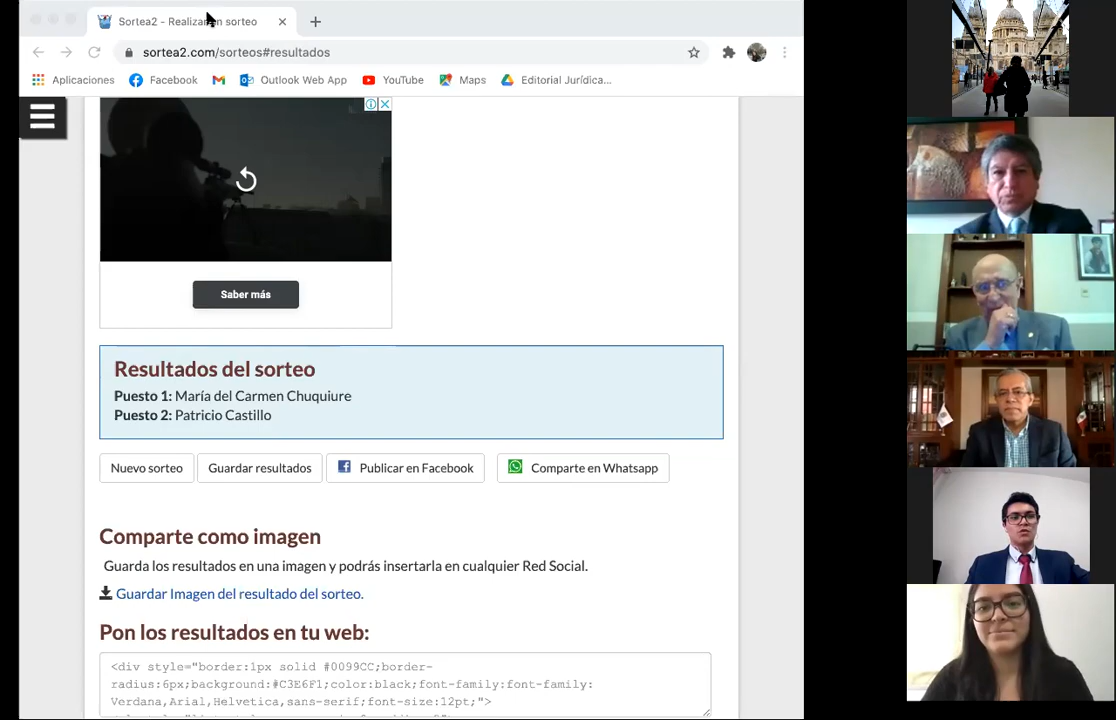 Sortea2 - Realizar un sorteo
sortea2.com/sorteos#resultados
Aplicaciones Facebook Outlook Web App YouTube Maps Editorial Jurídica...
Saber más
Resultados del sorteo
Puesto 1: María del Carmen Chuquiure
Puesto 2: Patricio Castillo
Nuevo sorteo Guardar resultados Publicar en Facebook Comparte en Whatsapp
Comparte como imagen
Guarda los resultados en una imagen y podrás insertarla en cualquier Red Social.
Guardar Imagen del resultado del sorteo.
Pon los resultados en tu web:
<div style="border:1px solid #0099CC;border-
radius:6px;background:#C3E6F1;color:black;font-family:font-family:
Verdana,Arial,Helvetica,sans-serif;font-size:12pt;">